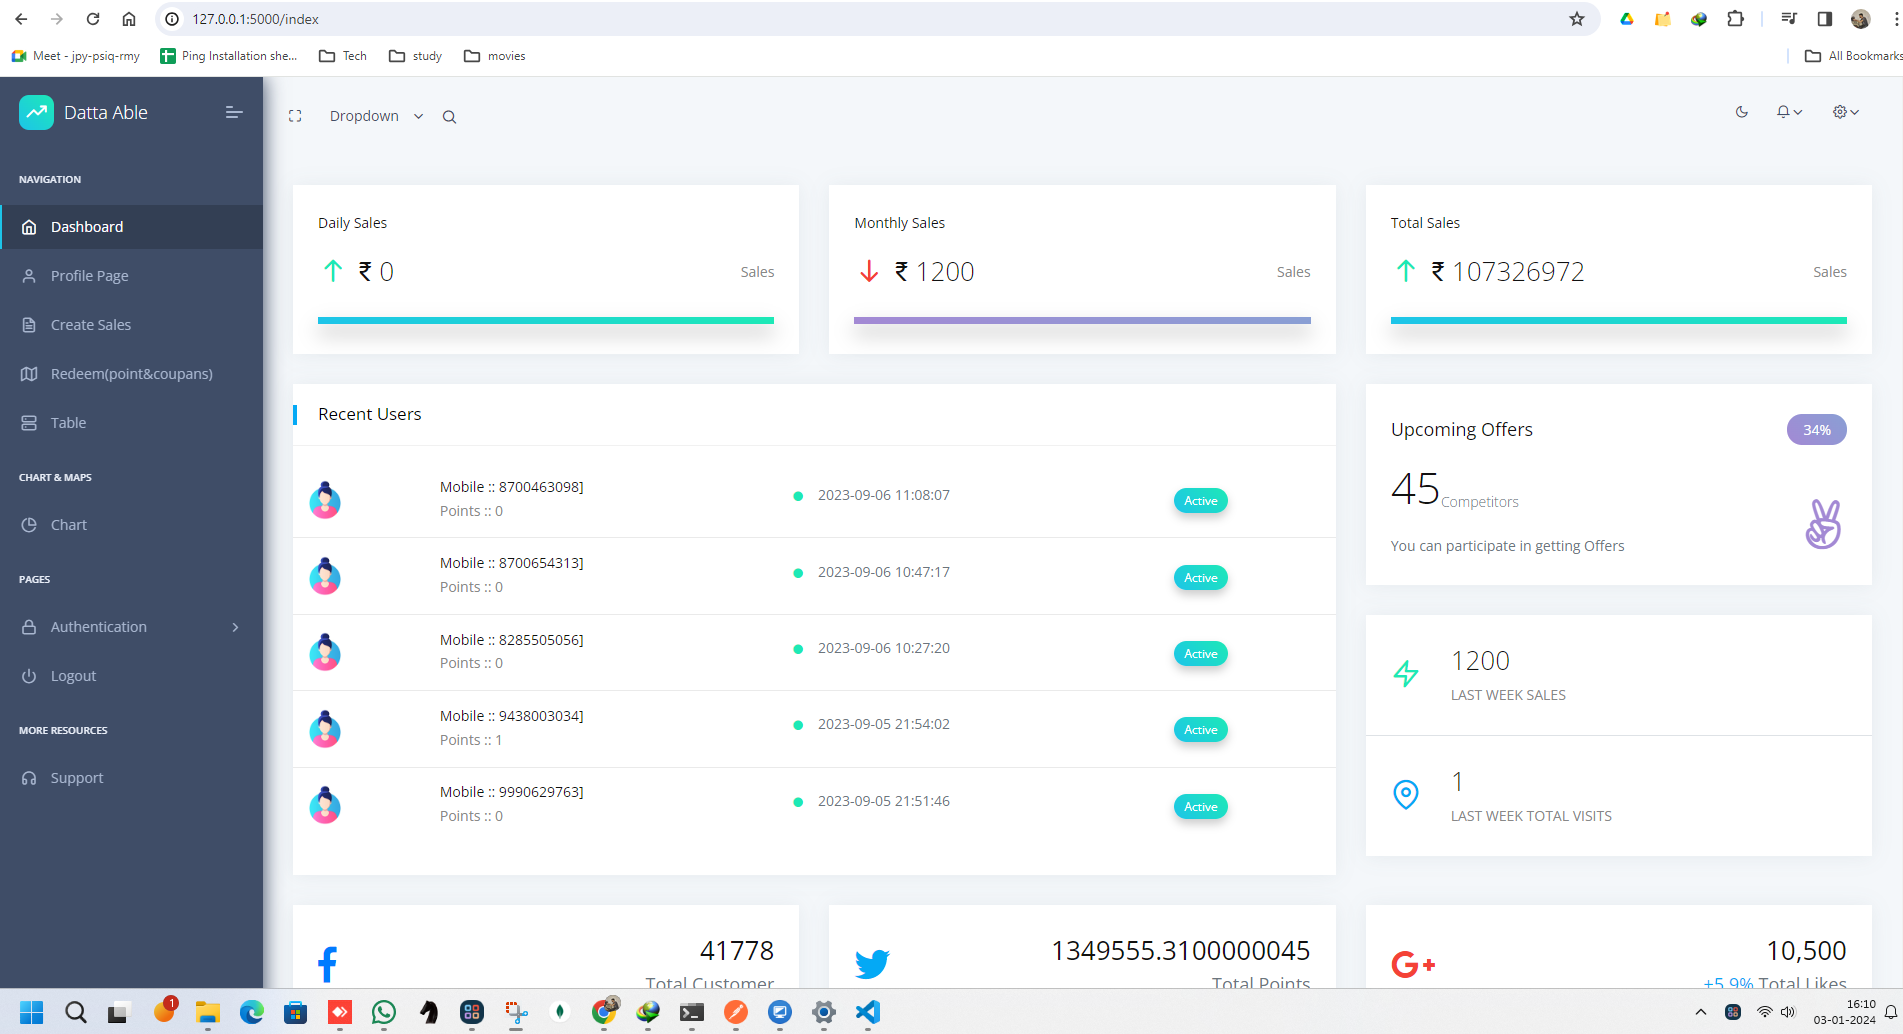 127.0.0.1:5000/index
Meet - jpy-psiq-rmy
Ping Installation she...
Tech
study
movies
All Bookmarks
Datta Able
Dropdown
NAVIGATION
Dashboard
Profile Page
Create Sales
Redeem(point&coupans)
Table
CHART & MAPS
Chart
PAGES
Authentication
Logout
MORE RESOURCES
Support
Daily Sales
₹ 0
Sales
Monthly Sales
₹ 1200
Sales
Total Sales
₹ 107326972
Sales
Recent Users
Mobile :: 8700463098]
Points :: 0
2023-09-06 11:08:07
Active
Mobile :: 8700654313]
Points :: 0
2023-09-06 10:47:17
Active
Mobile :: 8285505056]
Points :: 0
2023-09-06 10:27:20
Active
Mobile :: 9438003034]
Points :: 1
2023-09-05 21:54:02
Active
Mobile :: 9990629763]
Points :: 0
2023-09-05 21:51:46
Active
Upcoming Offers
34%
45 Competitors
You can participate in getting Offers
1200
LAST WEEK SALES
1
LAST WEEK TOTAL VISITS
41778
Total Customer
1349555.3100000045
Total Points
G+
10,500
+5.9% Total Likes
1
16:10
03-01-2024